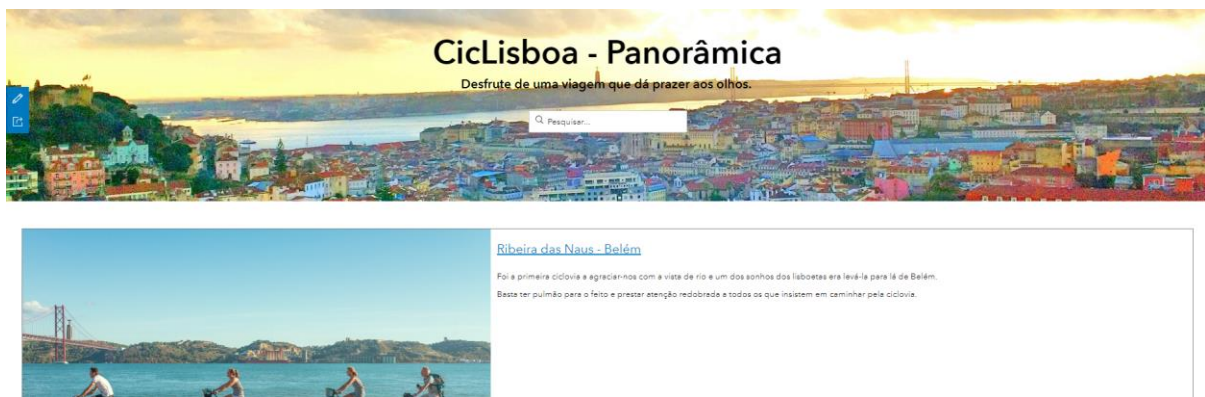 CicLisboa - Panorâmica
Desfrute de uma viagem que dá prazer aos olhos.
Pesquisar...
Ribeira das Naus - Belém
Foi a primeira ciclovia a agraciar-nos com a vista de rio e um dos sonhos dos lisboetas era levá-la para lá de Belém.
Basta ter pulmão para o feito e prestar atenção redobrada a todos os que insistem em caminhar pela ciclovia.